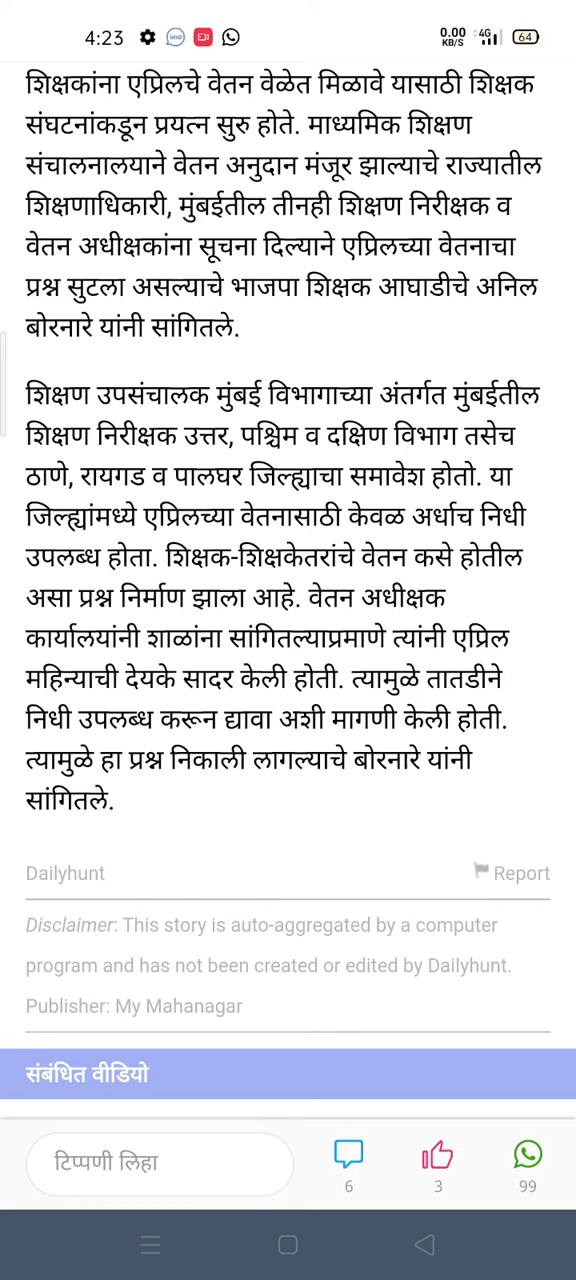 4:23
imo
0.00
KB/S
4G
64
शिक्षकांना एप्रिलचे वेतन वेळेत मिळावे यासाठी शिक्षक
संघटनांकडून प्रयत्न सुरु होते. माध्यमिक शिक्षण
संचालनालयाने वेतन अनुदान मंजूर झाल्याचे राज्यातील
शिक्षणाधिकारी, मुंबईतील तीनही शिक्षण निरीक्षक व
वेतन अधीक्षकांना सूचना दिल्याने एप्रिलच्या वेतनाचा
प्रश्न सुटला असल्याचे भाजपा शिक्षक आघाडीचे अनिल
बोरनारे यांनी सांगितले.
शिक्षण उपसंचालक मुंबई विभागाच्या अंतर्गत मुंबईतील
शिक्षण निरीक्षक उत्तर, पश्चिम व दक्षिण विभाग तसेच
ठाणे, रायगड व पालघर जिल्ह्याचा समावेश होतो. या
जिल्ह्यांमध्ये एप्रिलच्या वेतनासाठी केवळ अर्धाच निधी
उपलब्ध होता. शिक्षक-शिक्षकेतरांचे वेतन कसे होतील
असा प्रश्न निर्माण झाला आहे. वेतन अधीक्षक
कार्यालयांनी शाळांना सांगितल्याप्रमाणे त्यांनी एप्रिल
महिन्याची देयके सादर केली होती. त्यामुळे तातडीने
निधी उपलब्ध करून द्यावा अशी मागणी केली होती.
त्यामुळे हा प्रश्न निकाली लागल्याचे बोरनारे यांनी
सांगितले.
Dailyhunt
Report
Disclaimer: This story is auto-aggregated by a computer
program and has not been created or edited by Dailyhunt.
Publisher: My Mahanagar
संबंधित वीडियो
टिप्पणी लिहा
6
3
99